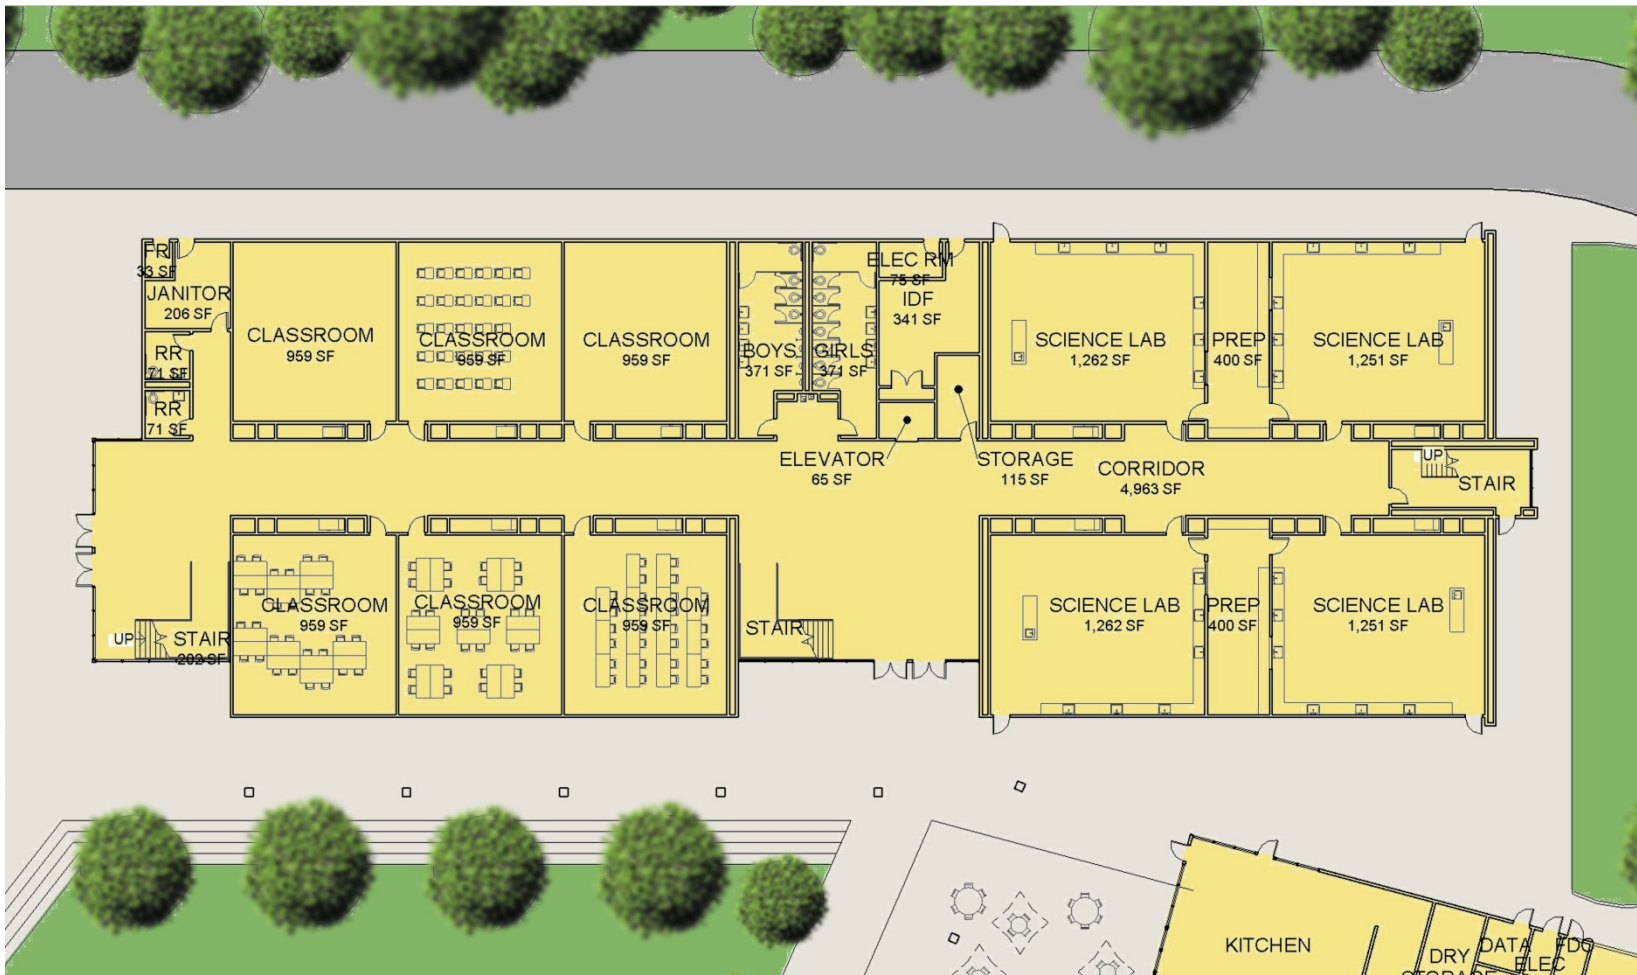 FR
33 SF
JANITOR
206 SF
RR
71 SF
RR
71 SF
CLASSROOM
959 SF
CLASSROOM
959 SF
CLASSROOM
959 SF
BOYS
371 SF
GIRLS
371 SF
ELEC RM
75 SF
IDF
341 SF
SCIENCE LAB
1,262 SF
PREP
400 SF
SCIENCE LAB
1,251 SF
ELEVATOR
65 SF
STORAGE
115 SF
CORRIDOR
4,963 SF
UP
STAIR
UP
STAIR
202 SF
CLASSROOM
959 SF
CLASSROOM
959 SF
CLASSROOM
959 SF
STAIR
SCIENCE LAB
1,262 SF
PREP
400 SF
SCIENCE LAB
1,251 SF
KITCHEN
DRY
STORAGE
DATA
ELEC
FDC